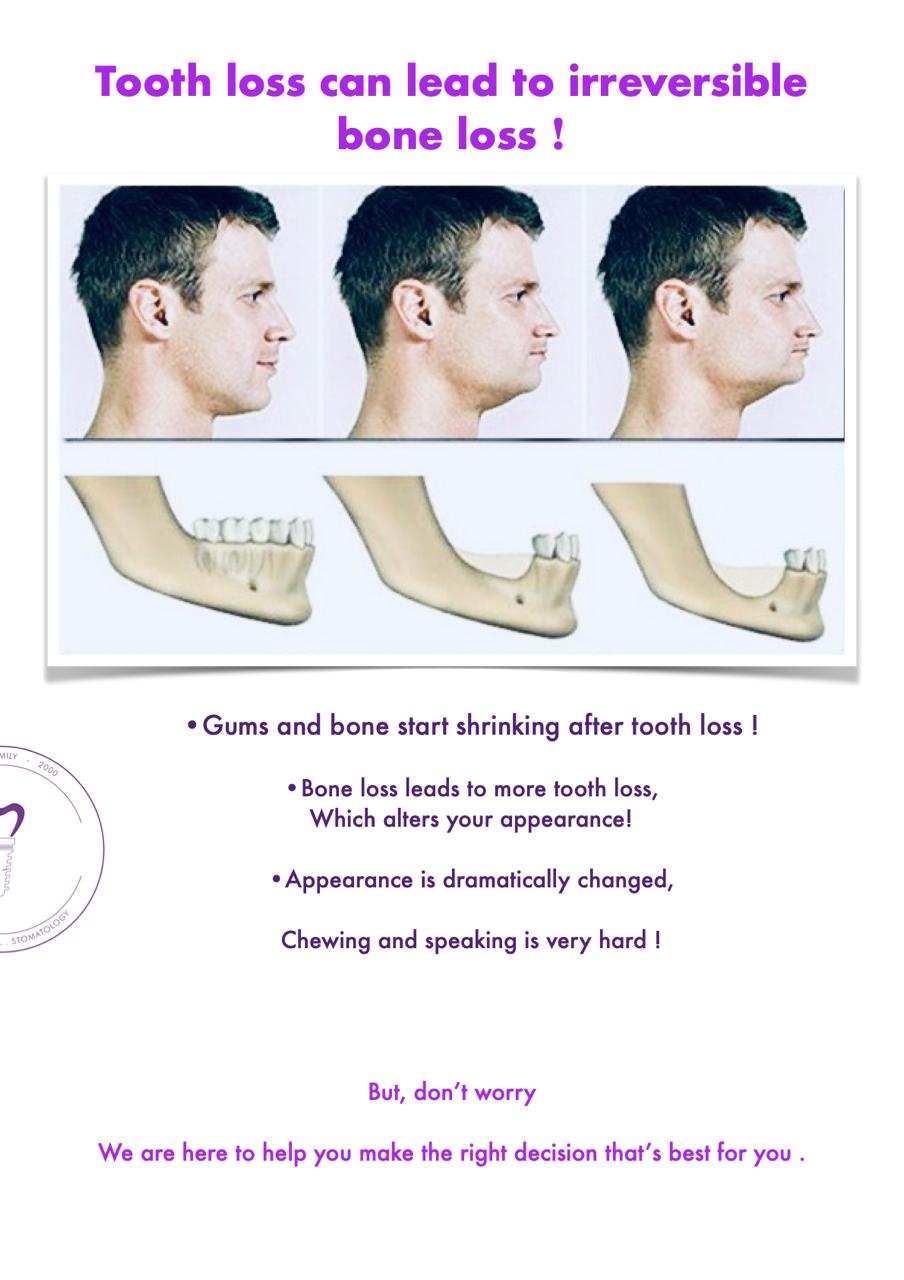 Tooth loss can lead to irreversible
bone loss !
•Gums and bone start shrinking after tooth loss !
•Bone loss leads to more tooth loss,
Which alters your appearance!
•Appearance is dramatically changed,
Chewing and speaking is very hard !
MILY - 2000
. STOMATOLOGY
But, don’t worry
We are here to help you make the right decision that’s best for you .